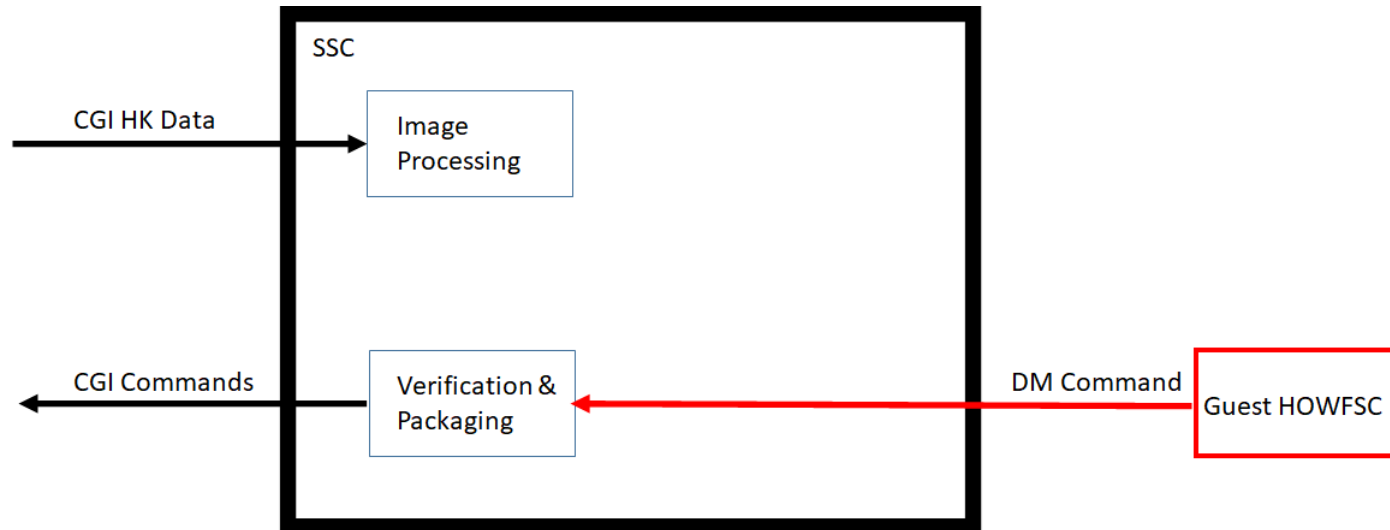 SSC
CGI HK Data
Image
Processing
CGI Commands
Verification &
Packaging
DM Command
Guest HOWFSC